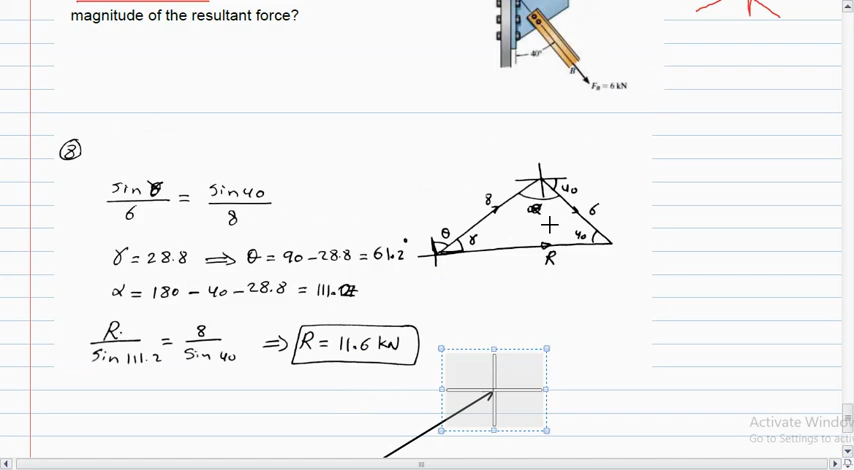 magnitude of the resultant force?
40°
B
F_B = 6 kN
8
sin γ / 6 = sin 40 / 8
γ = 28.8 ⟹ θ = 90 - 28.8 = 61.2°
α = 180 - 40 - 28.8 = 111.2
R / sin 111.2 = 8 / sin 40 ⟹ R = 11.6 kN
8
40
α
6
θ
γ
40
R
Activate Windo
Go to Settings to activ